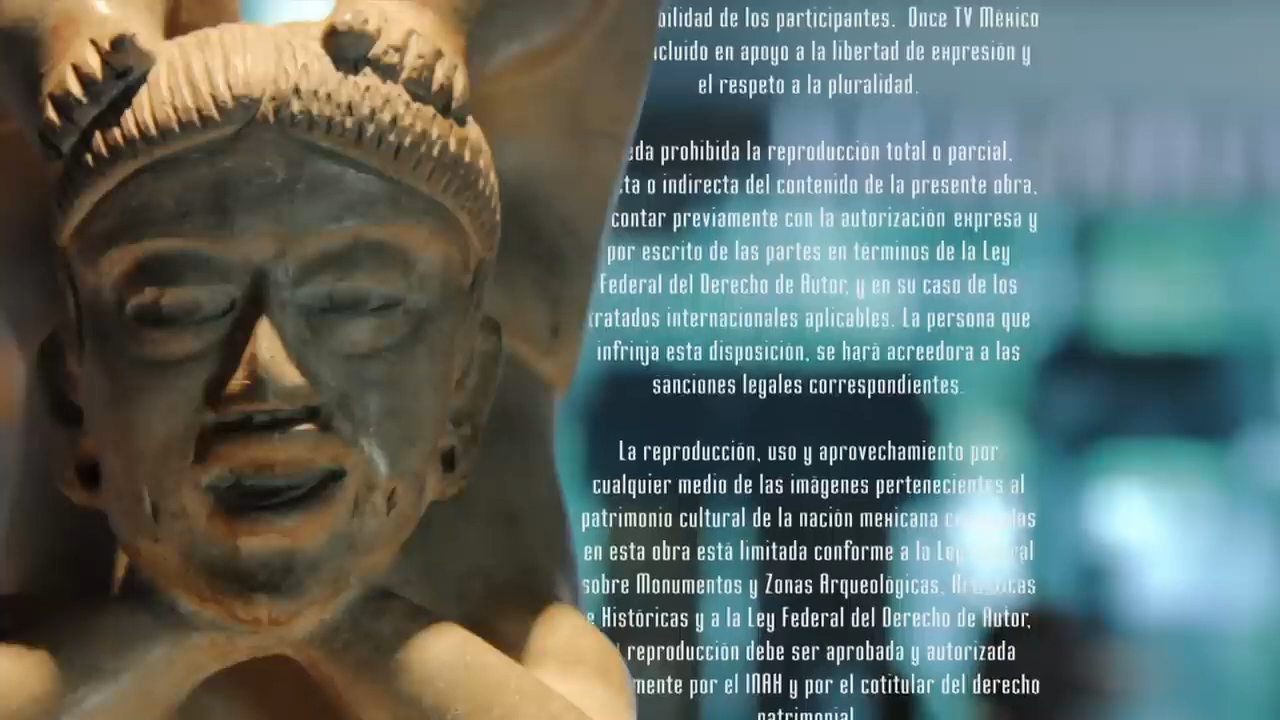 bilidad de los participantes. Once TV México
cluido en apoyo a la libertad de expresión y
el respeto a la pluralidad.
eda prohibida la reproducción total o parcial,
ta o indirecta del contenido de la presente obra,
contar previamente con la autorización expresa y
por escrito de las partes en términos de la Ley
Federal del Derecho de Autor, y en su caso de los
tratados internacionales aplicables. La persona que
infrinja esta disposición, se hará acreedora a las
sanciones legales correspondientes.
La reproducción, uso y aprovechamiento por
cualquier medio de las imágenes pertenecientes al
patrimonio cultural de la nación mexicana
en esta obra está limitada conforme a la Ley
sobre Monumentos y Zonas Arqueológicas,
e Históricas y a la Ley Federal del Derecho de Autor,
reproducción debe ser aprobada y autorizada
mente por el INAH y por el cotitular del derecho
patrimonial